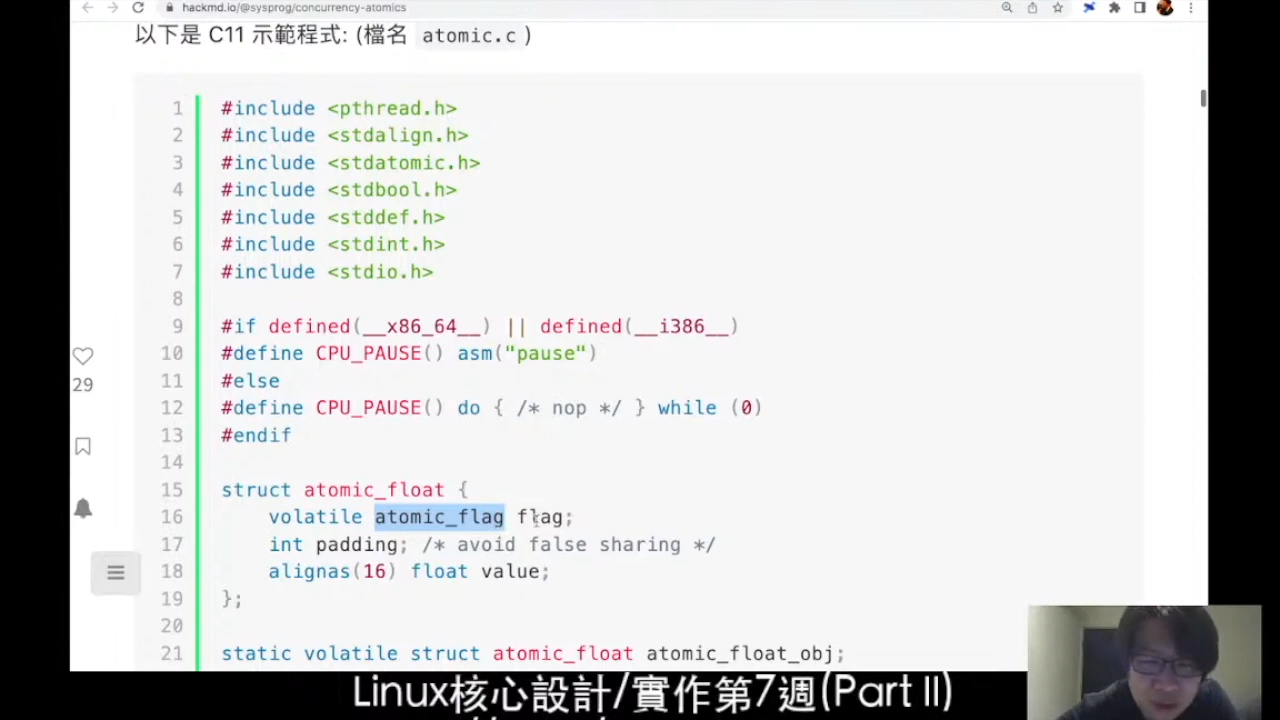 hackmd.io/@sysprog/concurrency-atomics
以下是 C11 示範程式: (檔名 atomic.c )
1 #include <pthread.h>
2 #include <stdalign.h>
3 #include <stdatomic.h>
4 #include <stdbool.h>
5 #include <stddef.h>
6 #include <stdint.h>
7 #include <stdio.h>
8
9 #if defined(__x86_64__) || defined(__i386__)
10 #define CPU_PAUSE() asm("pause")
11 #else
12 #define CPU_PAUSE() do { /* nop */ } while (0)
13 #endif
14
15 struct atomic_float {
16 volatile atomic_flag flag;
17 int padding; /* avoid false sharing */
18 alignas(16) float value;
19 };
20
21 static volatile struct atomic_float atomic_float_obj;
29
Linux核心設計/實作第7週(Part II)